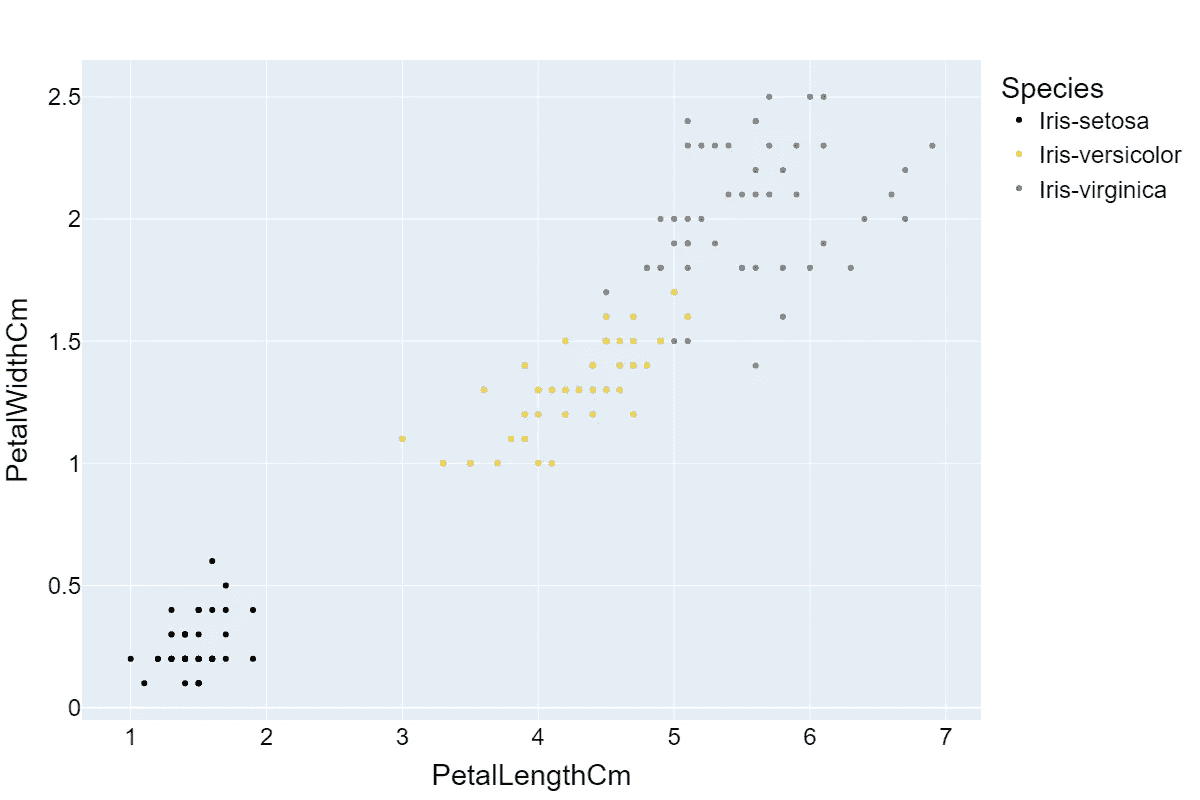 2.5
2
1.5
1
0.5
0
PetalWidthCm
1 2 3 4 5 6 7
PetalLengthCm
Species
Iris-setosa
Iris-versicolor
Iris-virginica